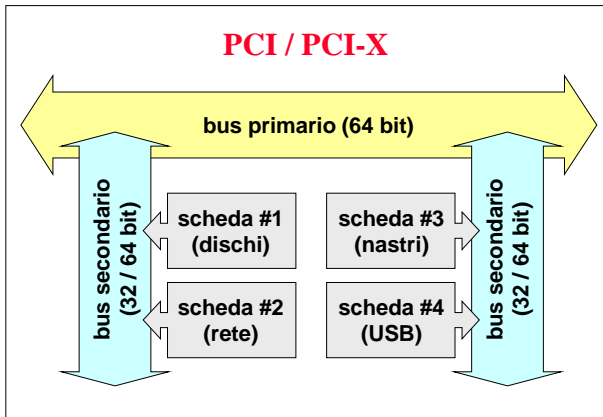 PCI / PCI-X
bus primario (64 bit)
bus secondario
(32 / 64 bit)
scheda #1
(dischi)
scheda #2
(rete)
scheda #3
(nastri)
scheda #4
(USB)
bus secondario
(32 / 64 bit)